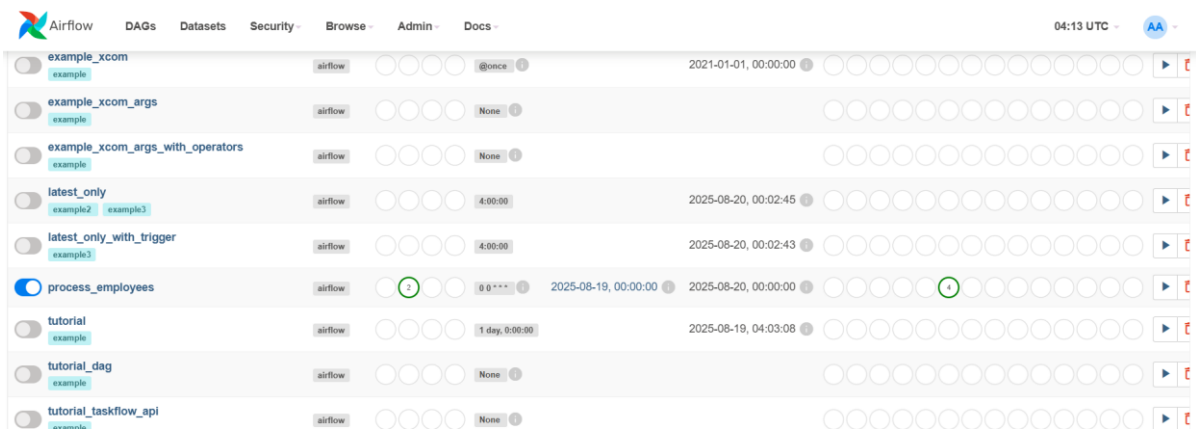 Airflow DAGs Datasets Security Browse Admin Docs 04:13 UTC AA
example_xcom
example
airflow @once 2021-01-01, 00:00:00
example_xcom_args
example
airflow None
example_xcom_args_with_operators
example
airflow None
latest_only
example2 example3
airflow 4:00:00 2025-08-20, 00:02:45
latest_only_with_trigger
example3
airflow 4:00:00 2025-08-20, 00:02:43
process_employees airflow 2 0 0 * * * 2025-08-19, 00:00:00 2025-08-20, 00:00:00 4
tutorial
example
airflow 1 day, 0:00:00 2025-08-19, 04:03:08
tutorial_dag
example
airflow None
tutorial_taskflow_api
example
airflow None